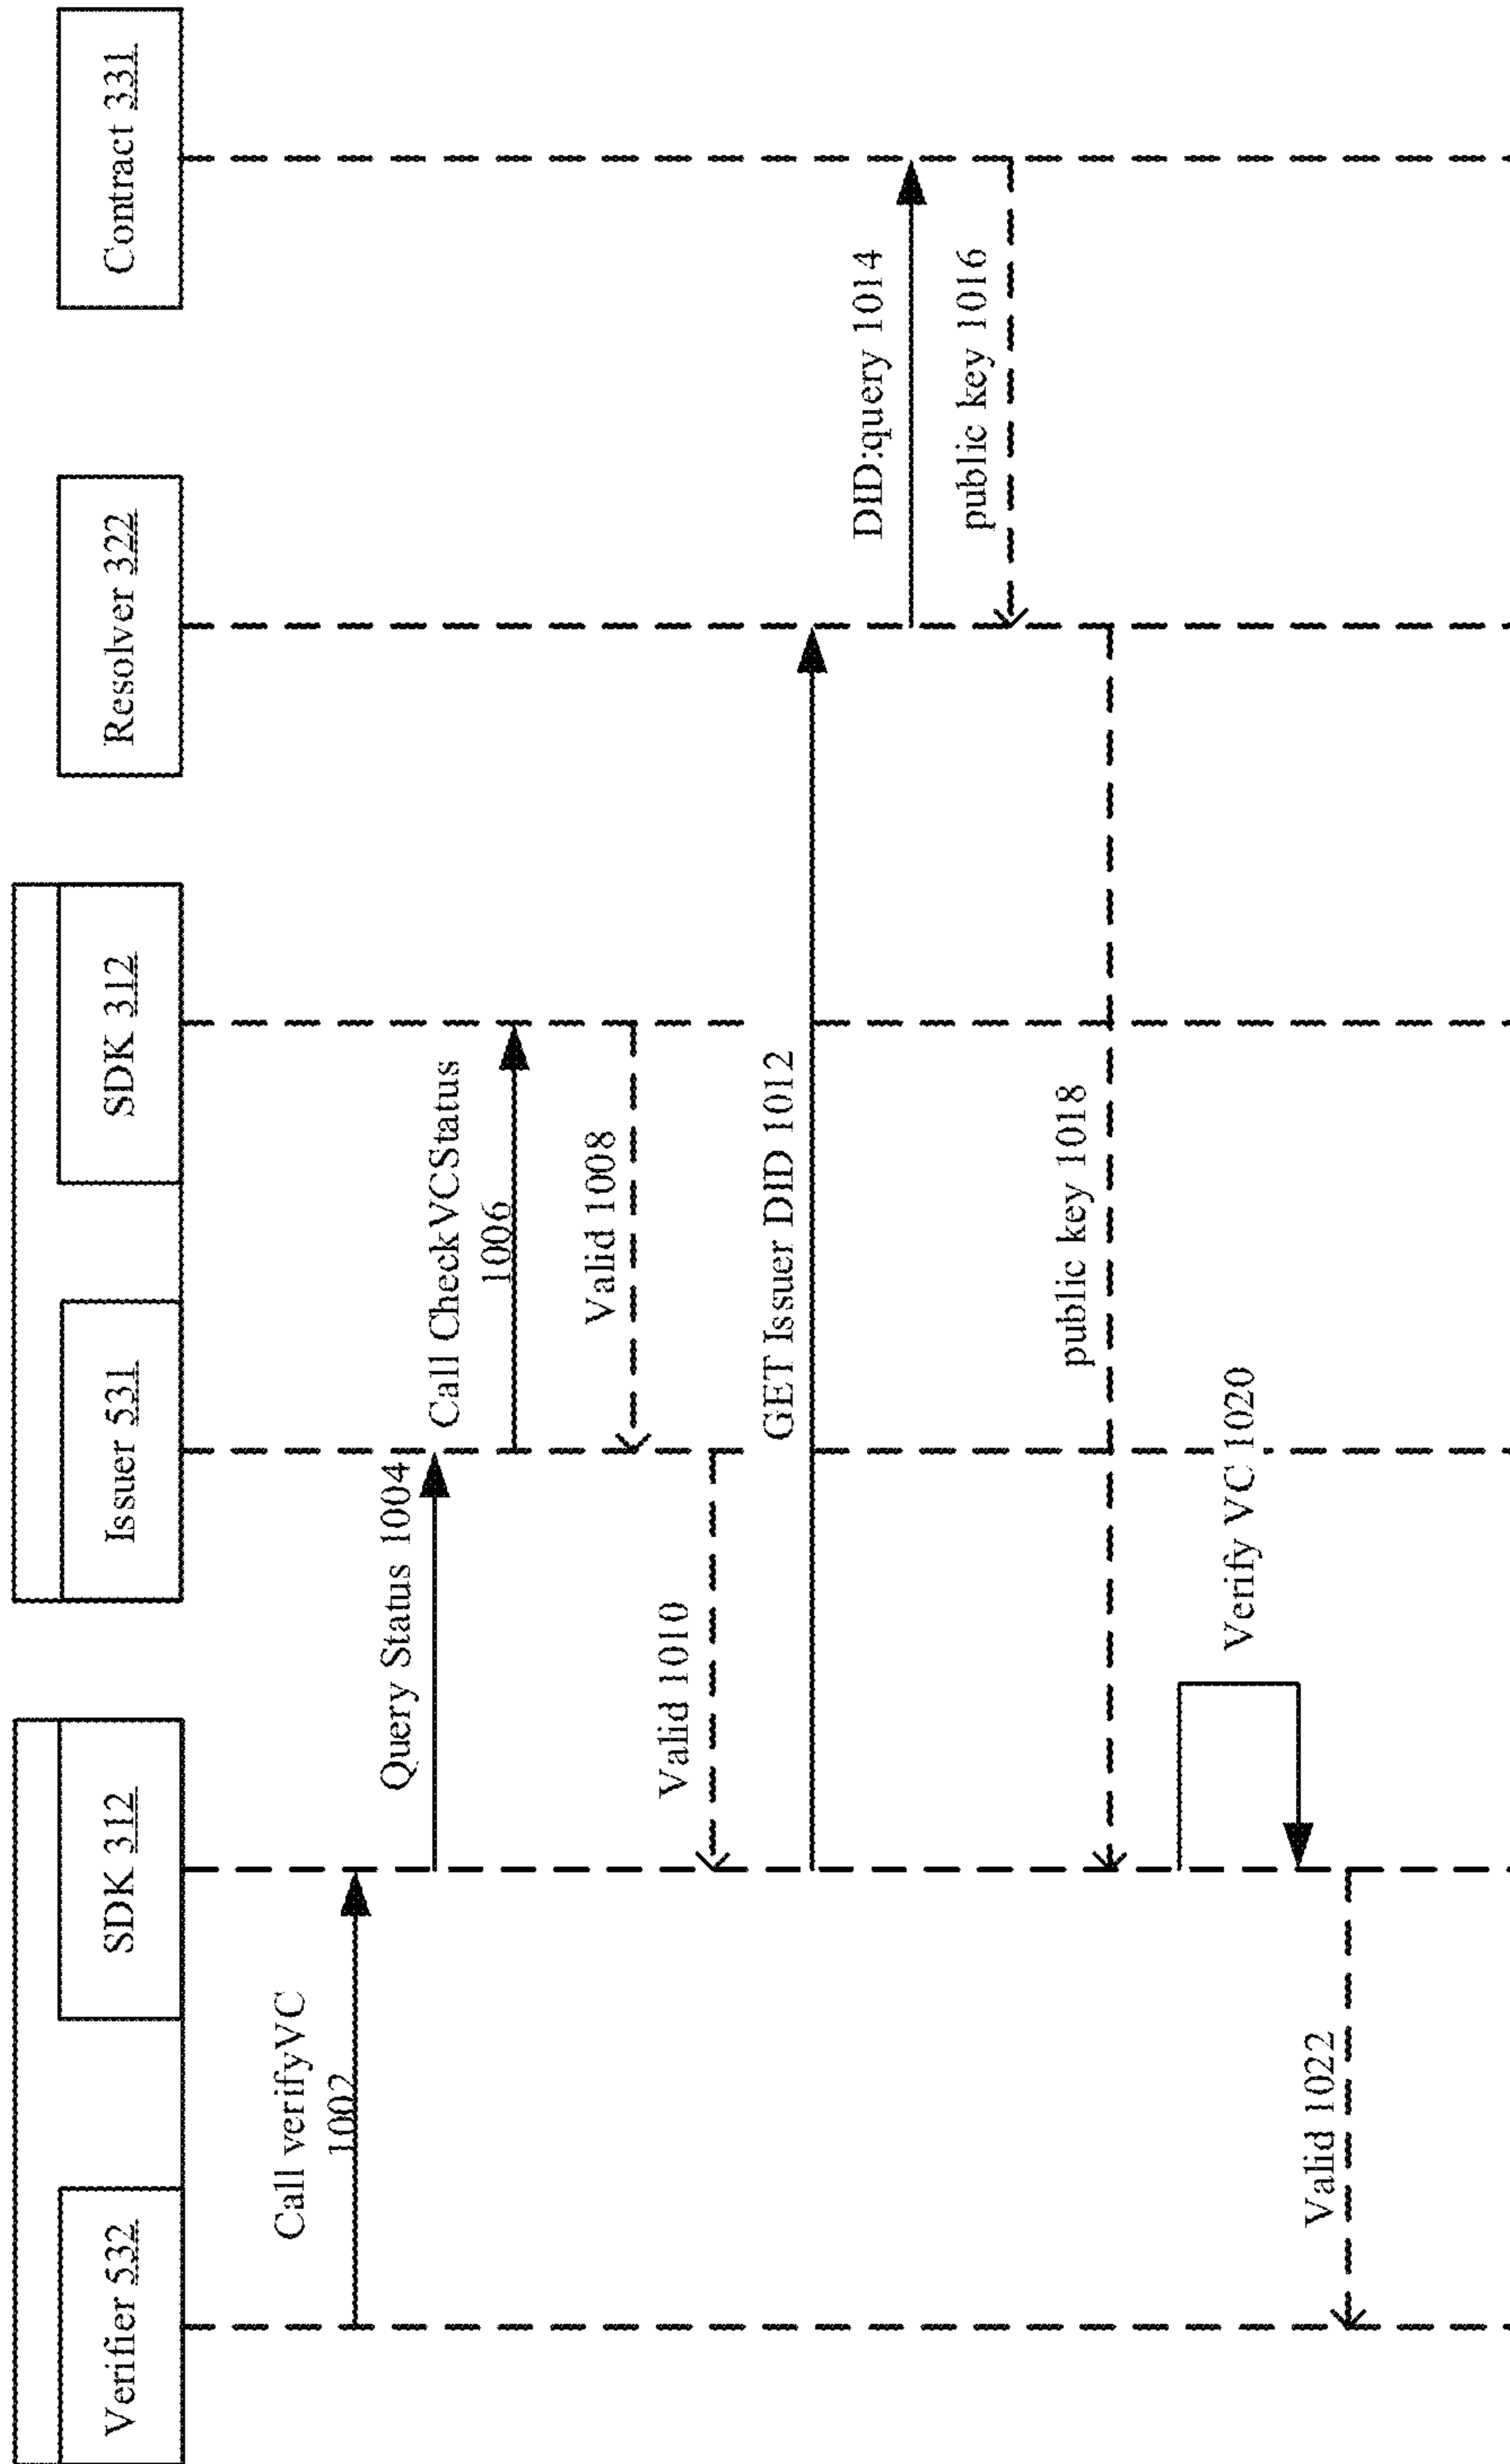 Verifier 532
SDK 312
Issuer 531
SDK 312
Resolver 322
Contract 331
Call verifyVC
1002
Query Status 1004
Call CheckVCStatus
1006
Valid 1008
Valid 1010
GET Issuer DID 1012
DID:query 1014
public key 1016
public key 1018
Verify VC 1020
Valid 1022